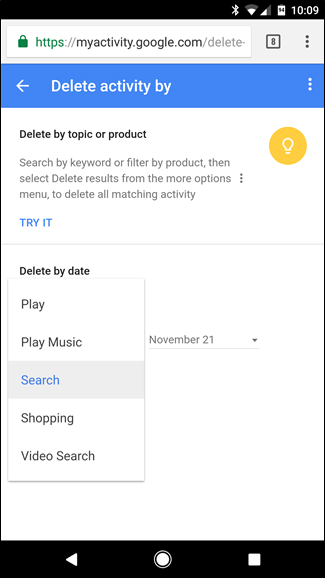 10:09
https://myactivity.google.com/delete-
8
Delete activity by
Delete by topic or product
Search by keyword or filter by product, then
select Delete results from the more options
menu, to delete all matching activity
TRY IT
Delete by date
Play
Play Music
November 21
Search
Shopping
Video Search